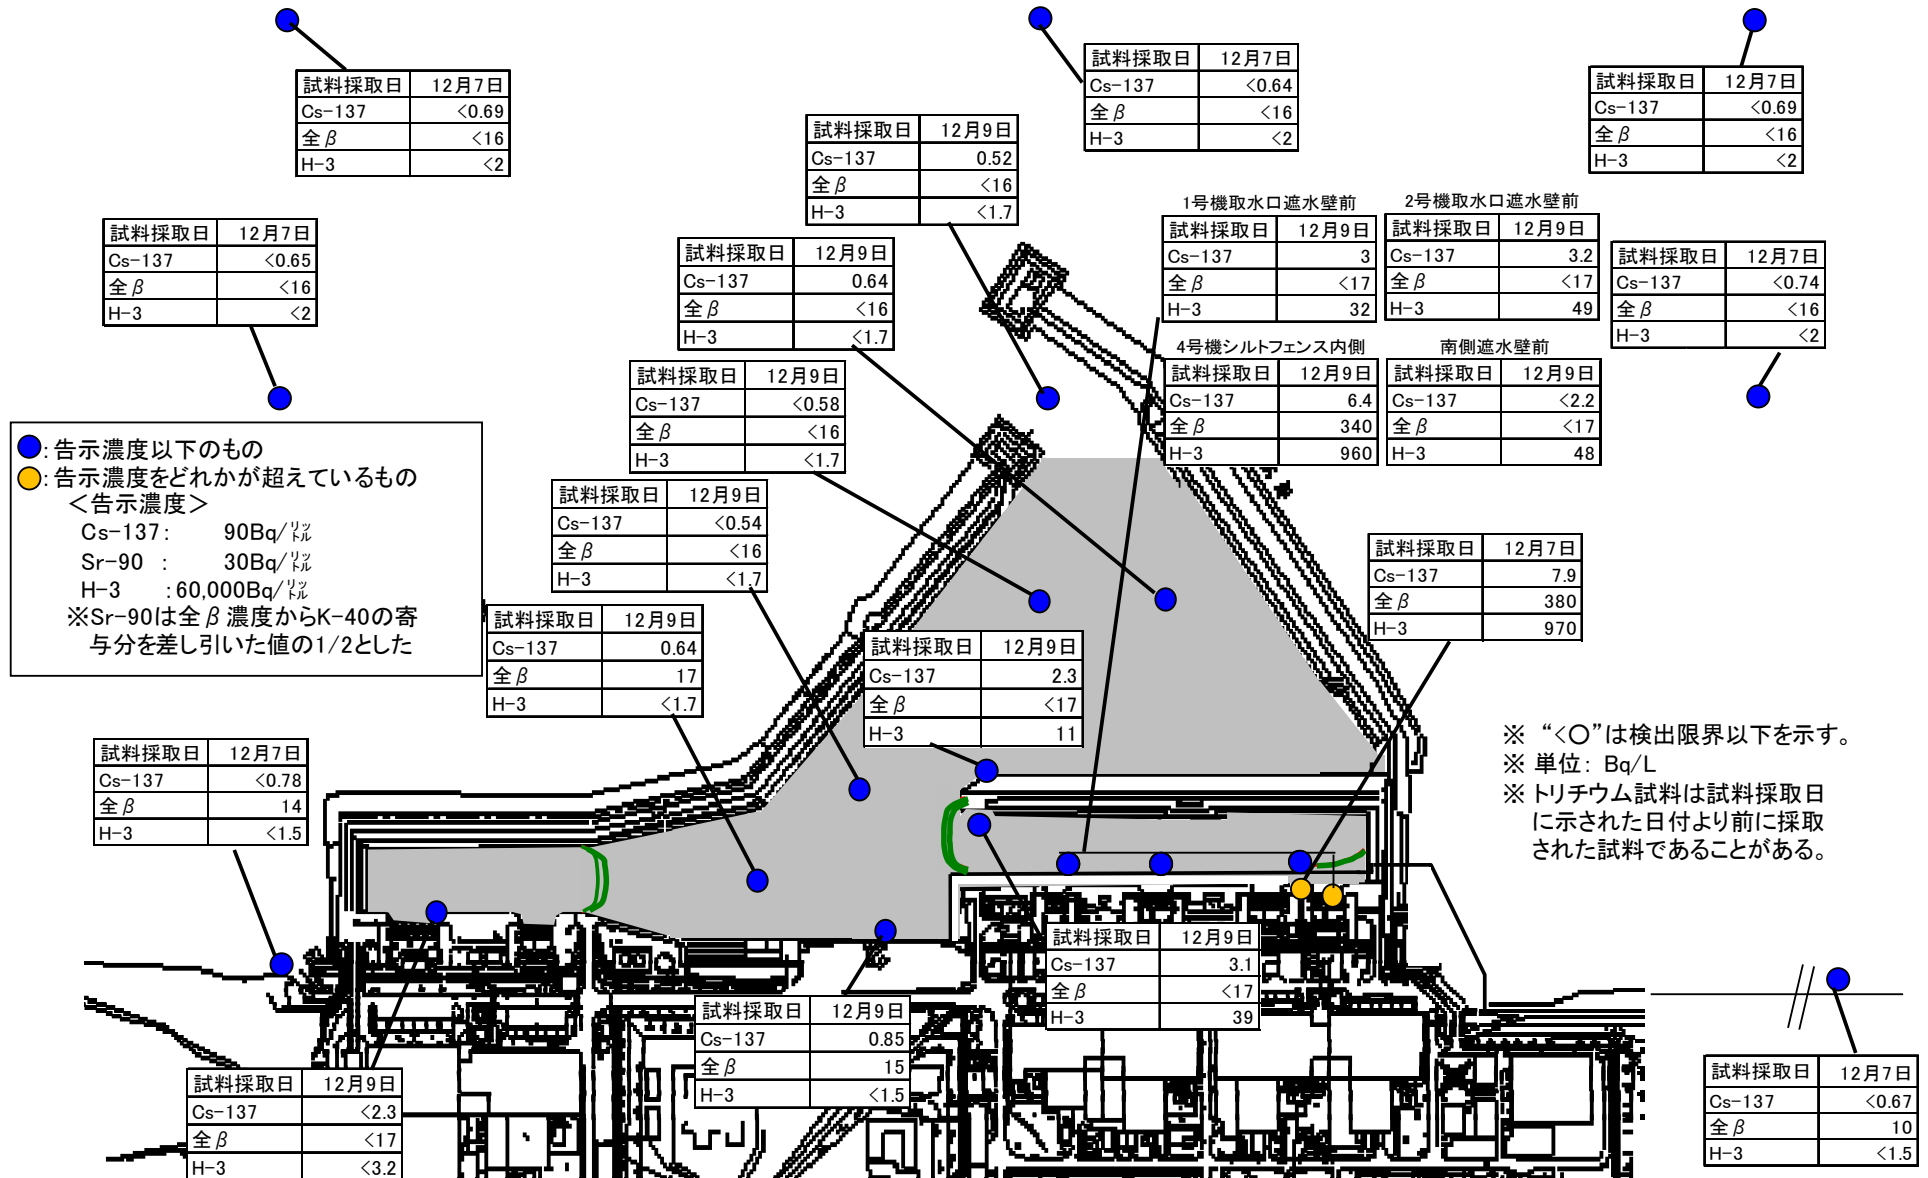 試料採取日 12月7日
Cs-137 <0.69
全β <16
H-3 <2
試料採取日 12月7日
Cs-137 <0.64
全β <16
H-3 <2
試料採取日 12月7日
Cs-137 <0.69
全β <16
H-3 <2
試料採取日 12月9日
Cs-137 0.52
全β <16
H-3 <1.7
試料採取日 12月7日
Cs-137 <0.65
全β <16
H-3 <2
試料採取日 12月9日
Cs-137 0.64
全β <16
H-3 <1.7
1号機取水口遮水壁前
試料採取日 12月9日
Cs-137 3
全β <17
H-3 32
2号機取水口遮水壁前
試料採取日 12月9日
Cs-137 3.2
全β <17
H-3 49
試料採取日 12月7日
Cs-137 <0.74
全β <16
H-3 <2
4号機シルトフェンス内側
試料採取日 12月9日
Cs-137 6.4
全β 340
H-3 960
南側遮水壁前
試料採取日 12月9日
Cs-137 <2.2
全β <17
H-3 48
試料採取日 12月9日
Cs-137 <0.58
全β <16
H-3 <1.7
:告示濃度以下のもの
:告示濃度をどれかが超えているもの
<告示濃度>
Cs-137: 90Bq/リットル
Sr-90 : 30Bq/リットル
H-3 :60,000Bq/リットル
※Sr-90は全β濃度からK-40の寄
与分を差し引いた値の1/2とした
試料採取日 12月9日
Cs-137 <0.54
全β <16
H-3 <1.7
試料採取日 12月7日
Cs-137 7.9
全β 380
H-3 970
試料採取日 12月9日
Cs-137 0.64
全β 17
H-3 <1.7
試料採取日 12月9日
Cs-137 2.3
全β <17
H-3 11
試料採取日 12月7日
Cs-137 <0.78
全β 14
H-3 <1.5
※ “<○”は検出限界以下を示す。
※ 単位: Bq/L
※ トリチウム試料は試料採取日
に示された日付より前に採取
された試料であることがある。
試料採取日 12月9日
Cs-137 3.1
全β <17
H-3 39
試料採取日 12月9日
Cs-137 0.85
全β 15
H-3 <1.5
試料採取日 12月9日
Cs-137 <2.3
全β <17
H-3 <3.2
試料採取日 12月7日
Cs-137 <0.67
全β 10
H-3 <1.5